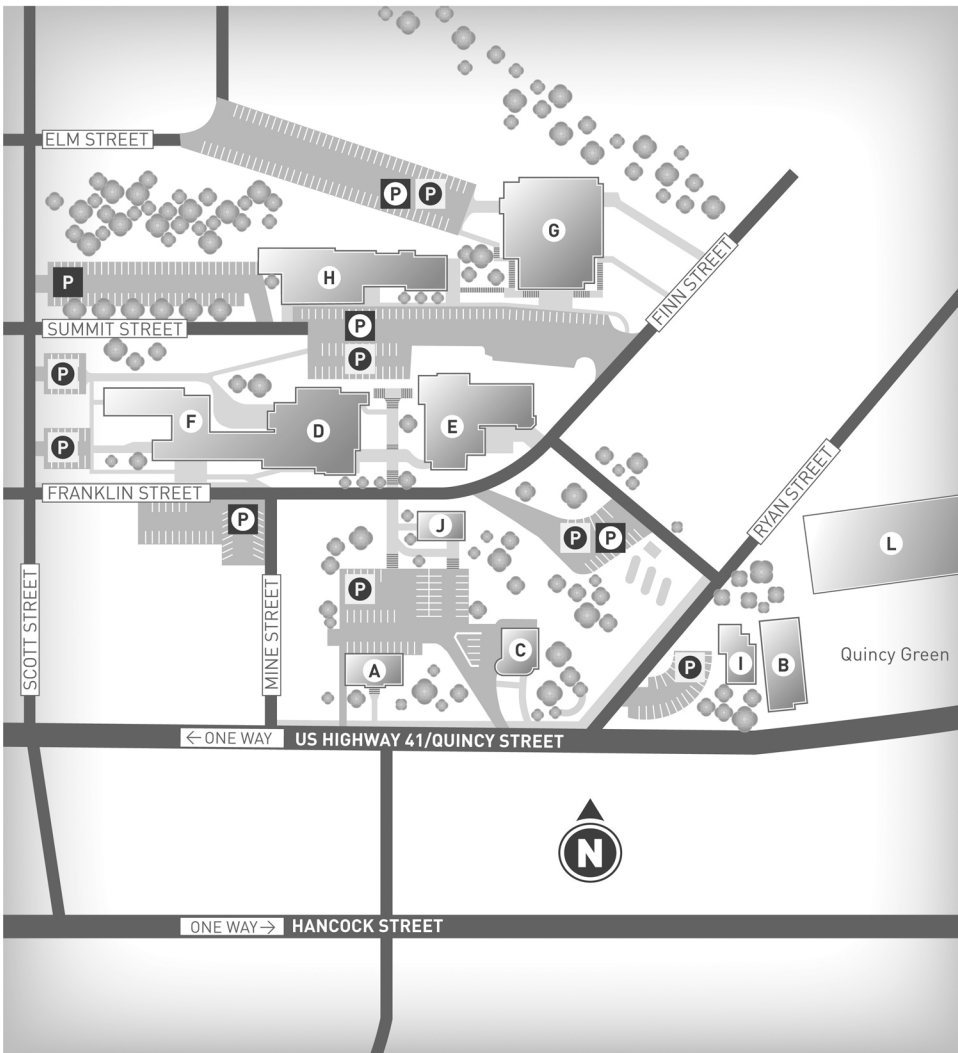 ELM STREET
P P
G
FINN STREET
H
P
SUMMIT STREET
P
P
P
F
D
E
P
FRANKLIN STREET
RYAN STREET
P
J
P P
L
SCOTT STREET
MINE STREET
P
C
A
P
I
B
Quincy Green
← ONE WAY US HIGHWAY 41/QUINCY STREET
N
ONE WAY → HANCOCK STREET